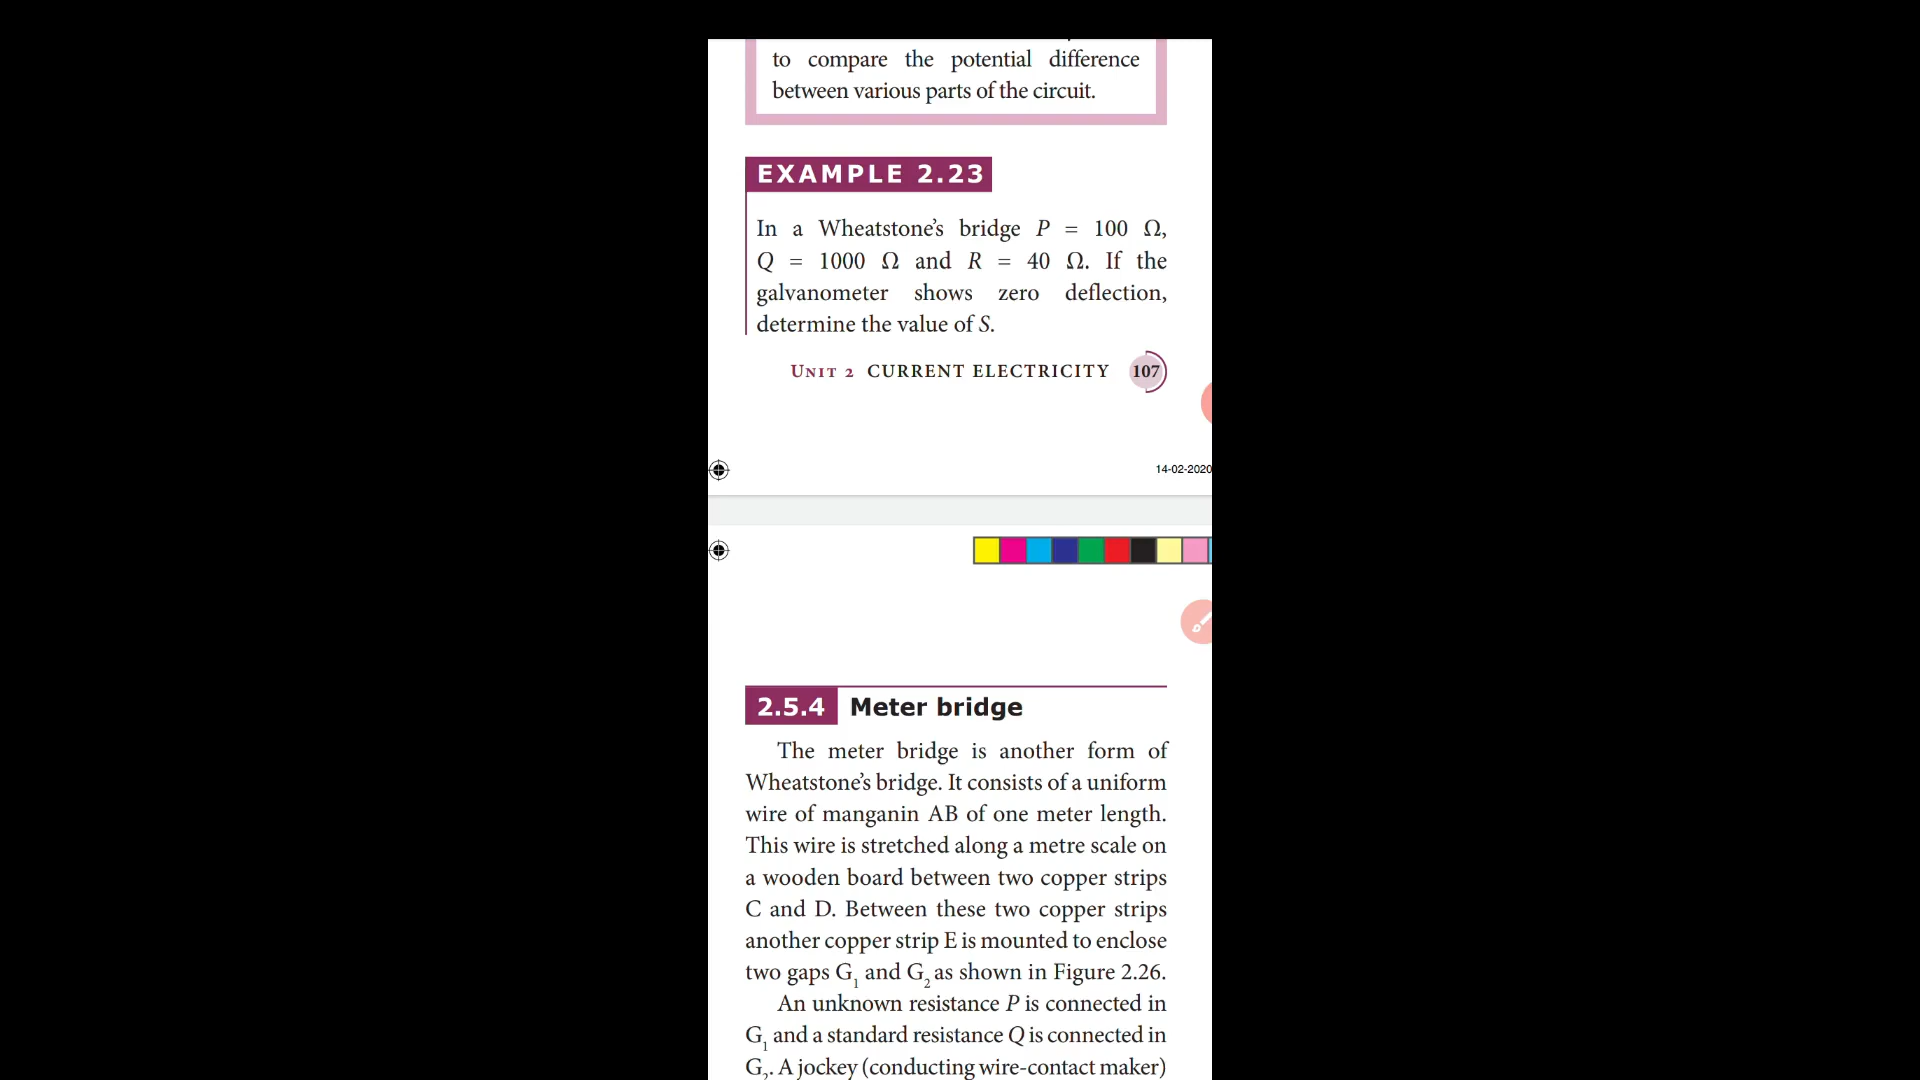 to compare the potential difference
between various parts of the circuit.
EXAMPLE 2.23
In a Wheatstone’s bridge P = 100 Ω,
Q = 1000 Ω and R = 40 Ω. If the
galvanometer shows zero deflection,
determine the value of S.
UNIT 2 CURRENT ELECTRICITY 107
14-02-2020
2.5.4 Meter bridge
The meter bridge is another form of
Wheatstone’s bridge. It consists of a uniform
wire of manganin AB of one meter length.
This wire is stretched along a metre scale on
a wooden board between two copper strips
C and D. Between these two copper strips
another copper strip E is mounted to enclose
two gaps G₁ and G₂ as shown in Figure 2.26.
An unknown resistance P is connected in
G₁ and a standard resistance Q is connected in
G₂. A jockey (conducting wire-contact maker)